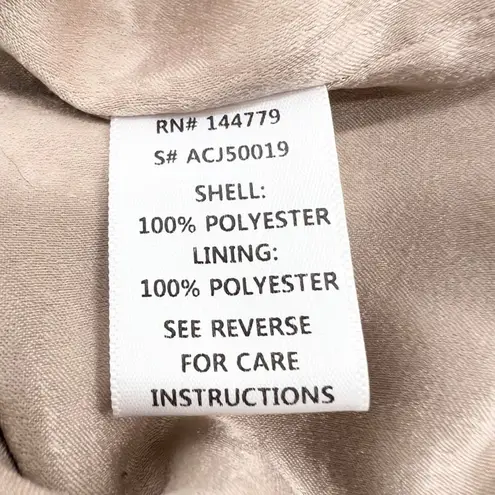 RN# 144779
S# ACJ50019
SHELL:
100% POLYESTER
LINING:
100% POLYESTER
SEE REVERSE
FOR CARE
INSTRUCTIONS